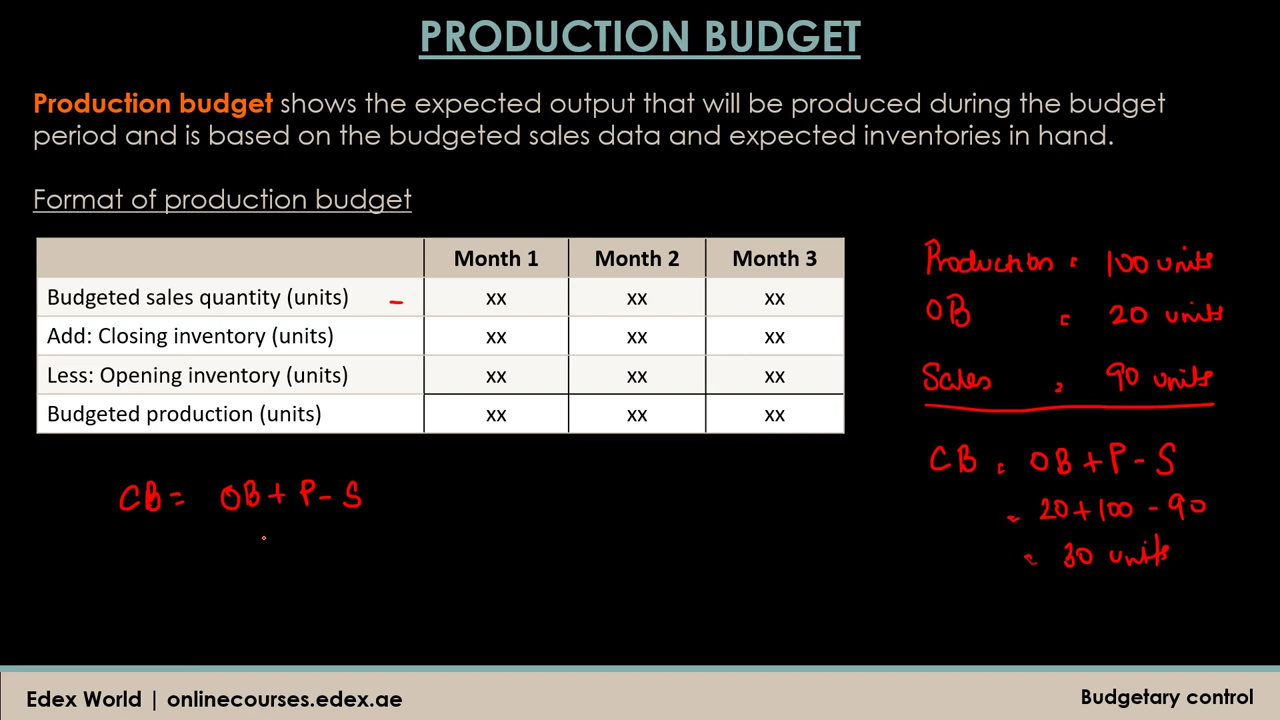 PRODUCTION BUDGET
Production budget shows the expected output that will be produced during the budget
period and is based on the budgeted sales data and expected inventories in hand.
Format of production budget
Month 1 Month 2 Month 3
Budgeted sales quantity (units) - xx xx xx
Add: Closing inventory (units) xx xx xx
Less: Opening inventory (units) xx xx xx
Budgeted production (units) xx xx xx
CB = OB + P - S
Production = 100 units
OB = 20 units
Sales = 90 units
CB = OB + P - S
= 20 + 100 - 90
= 30 units
Edex World | onlinecourses.edex.ae
Budgetary control